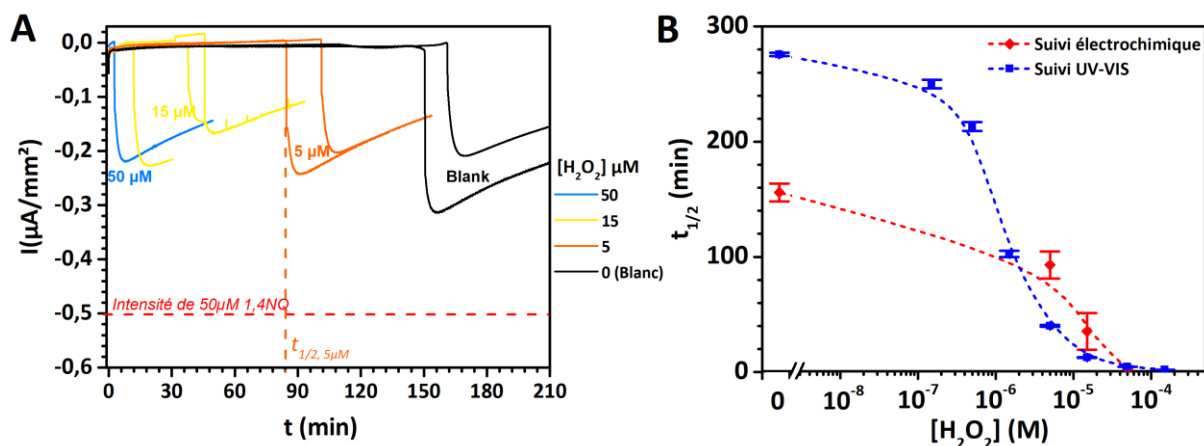 A
I(µA/mm²)
0,0
-0,1
-0,2
-0,3
-0,4
-0,5
-0,6
15 µM
50 µM
5 µM
Blank
Intensité de 50µM 1,4NQ
t1/2, 5µM
0 30 60 90 120 150 180 210
t (min)
[H₂O₂] µM
50
15
5
0 (Blanc)
B
t1/2 (min)
300
200
100
0
Suivi électrochimique
Suivi UV-VIS
0 10⁻⁸ 10⁻⁷ 10⁻⁶ 10⁻⁵ 10⁻⁴
[H₂O₂] (M)